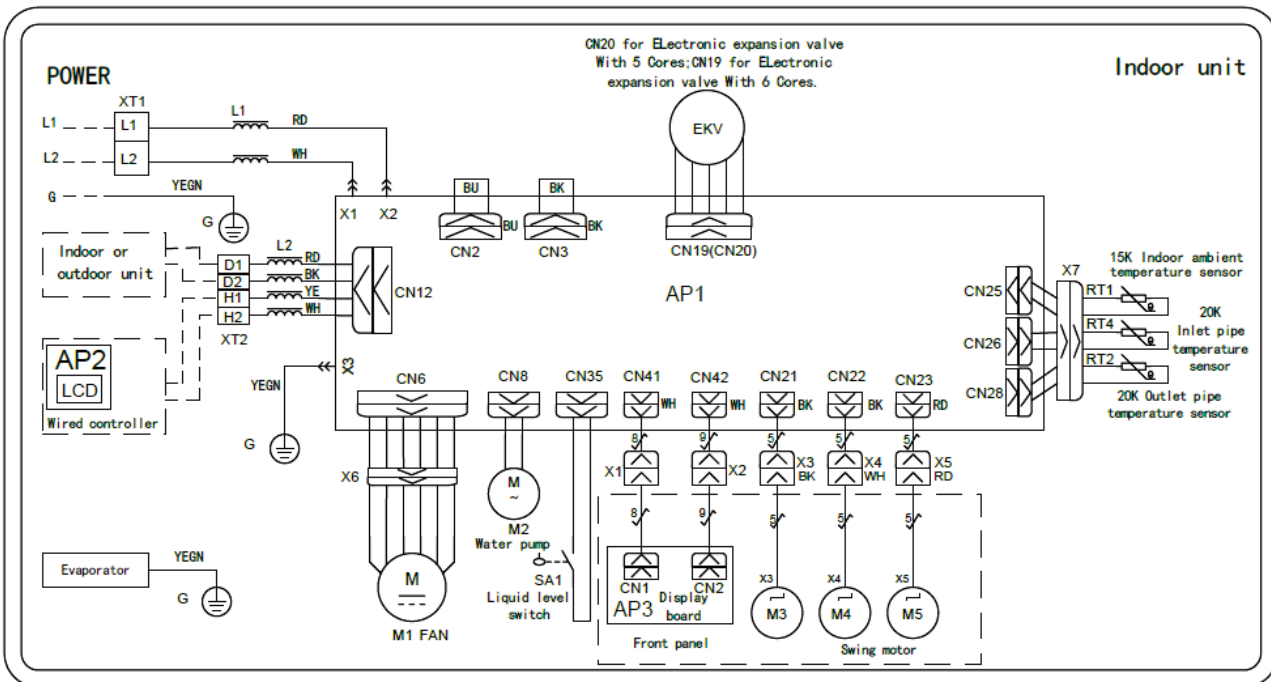 CN20 for ELectronic expansion valve
With 5 Cores;CN19 for ELectronic
expansion valve With 6 Cores.
POWER
Indoor unit
XT1
L1
L1
L1
RD
EKV
L2
L2
WH
YEGN
G
G
X1
X2
BU
BU
CN2
BK
BK
CN3
CN19(CN20)
Indoor or
outdoor unit
L2
D1
RD
D2
BK
H1
YE
H2
WH
XT2
CN12
AP1
15K Indoor ambient
temperature sensor
X7
CN25
RT1
20K
Inlet pipe
temperature
sensor
CN26
RT4
RT2
CN28
20K Outlet pipe
temperature sensor
AP2
LCD
Wired controller
X3
YEGN
G
CN6
CN8
CN35
CN41
CN42
CN21
CN22
CN23
WH
WH
BK
BK
RD
8
9
5
5
5
X6
X1
X2
X3
BK
X4
WH
X5
RD
M
~
M2
Water pump
8
9
5
5
5
SA1
Liquid level
switch
CN1
CN2
AP3
Display
board
Front panel
X3
M3
X4
M4
X5
M5
Swing motor
M
M1 FAN
Evaporator
YEGN
G